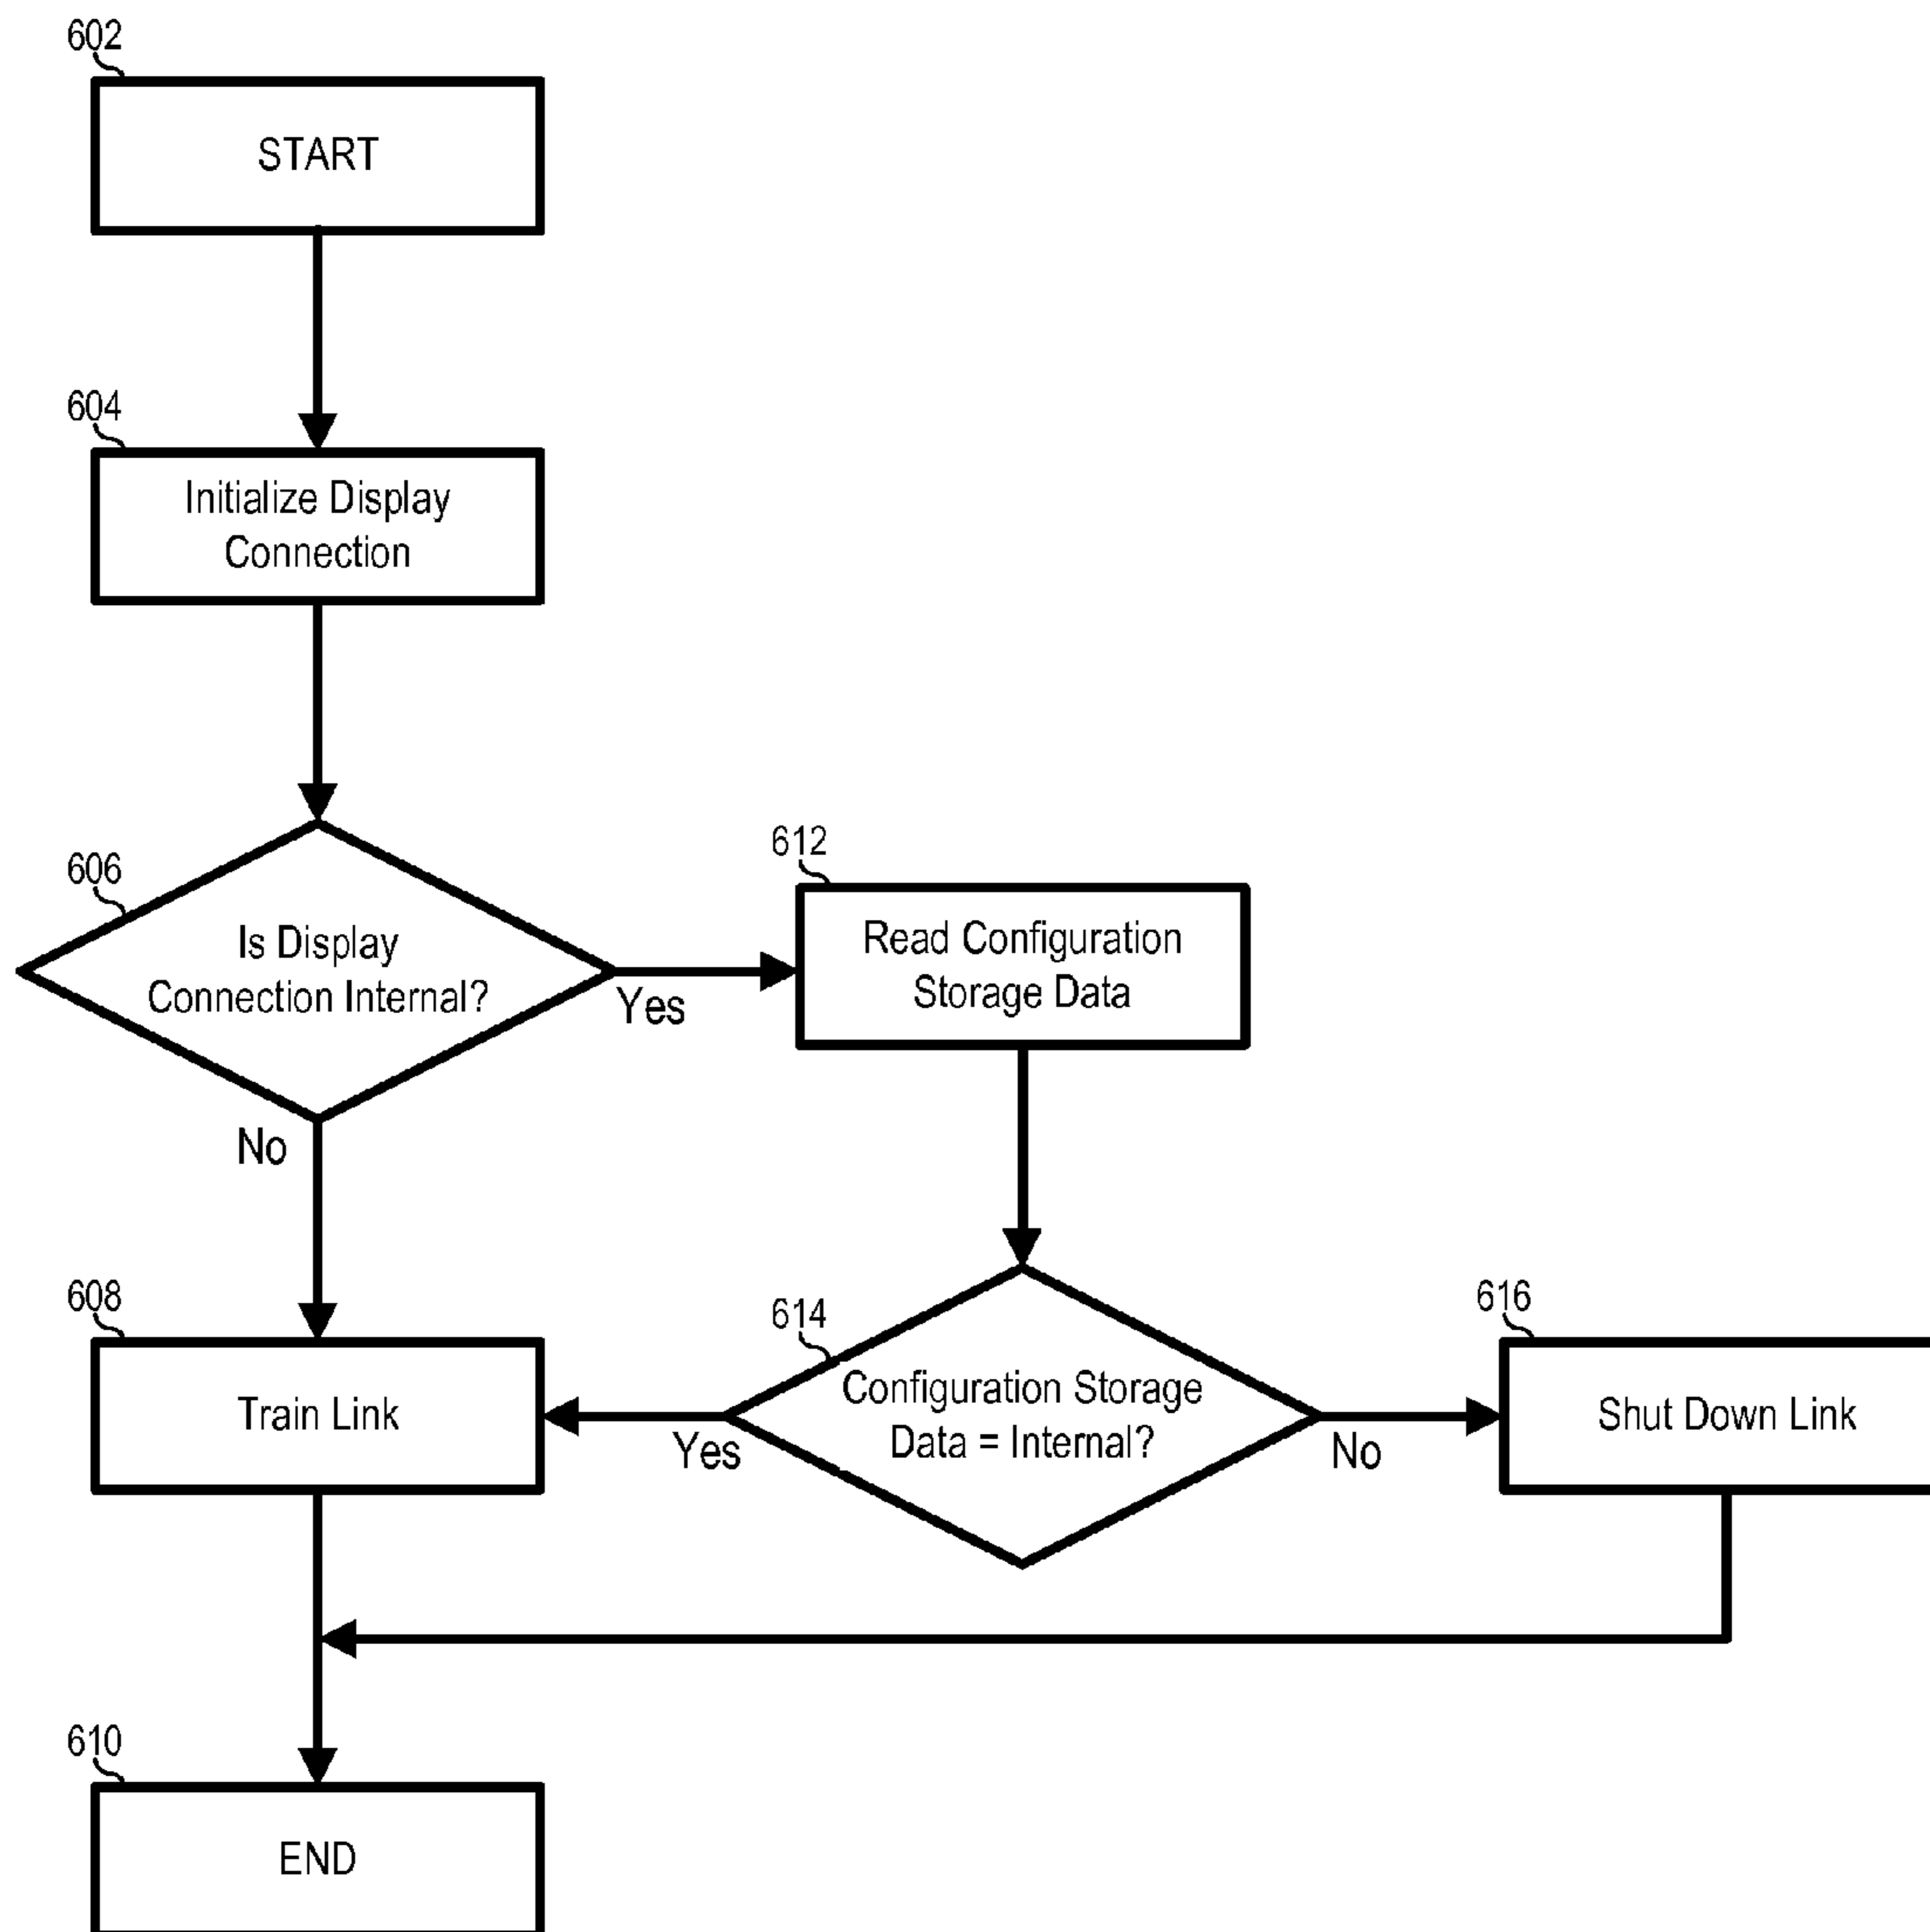 602
START
604
Initialize Display
Connection
606
Is Display
Connection Internal?
Yes
No
612
Read Configuration
Storage Data
608
Train Link
614
Configuration Storage
Data = Internal?
Yes
No
616
Shut Down Link
610
END